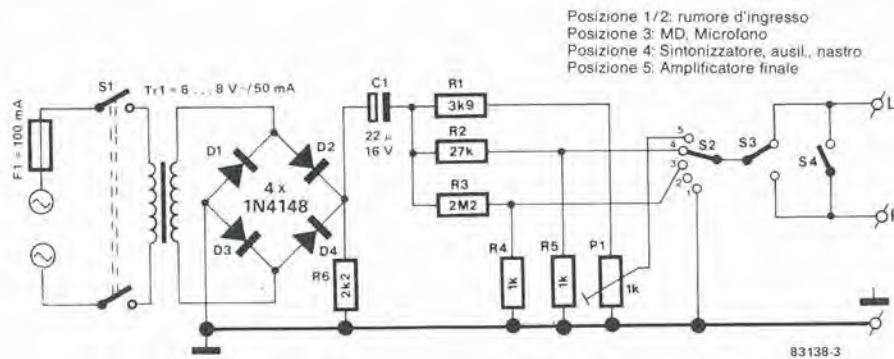 Posizione 1/2: rumore d'ingresso
Posizione 3: MD, Microfono
Posizione 4: Sintonizzatore, ausil., nastro
Posizione 5: Amplificatore finale
S1
Tr1 = 6 ... 8 V~/50 mA
F1 = 100 mA
D1
D2
4 x
1N4148
D3
D4
R6
2k2
C1
22 µ
16 V
R1
3k9
R2
27k
R3
2M2
R4
1k
R5
1k
P1
1k
5
4
3
2
1
S2
S3
S4
L
83138-3